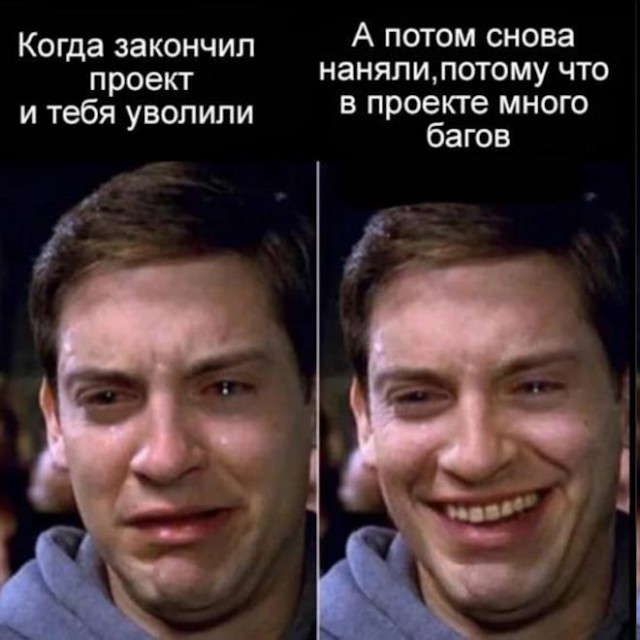 Когда закончил
проект
и тебя уволили
А потом снова
наняли,потому что
в проекте много
багов